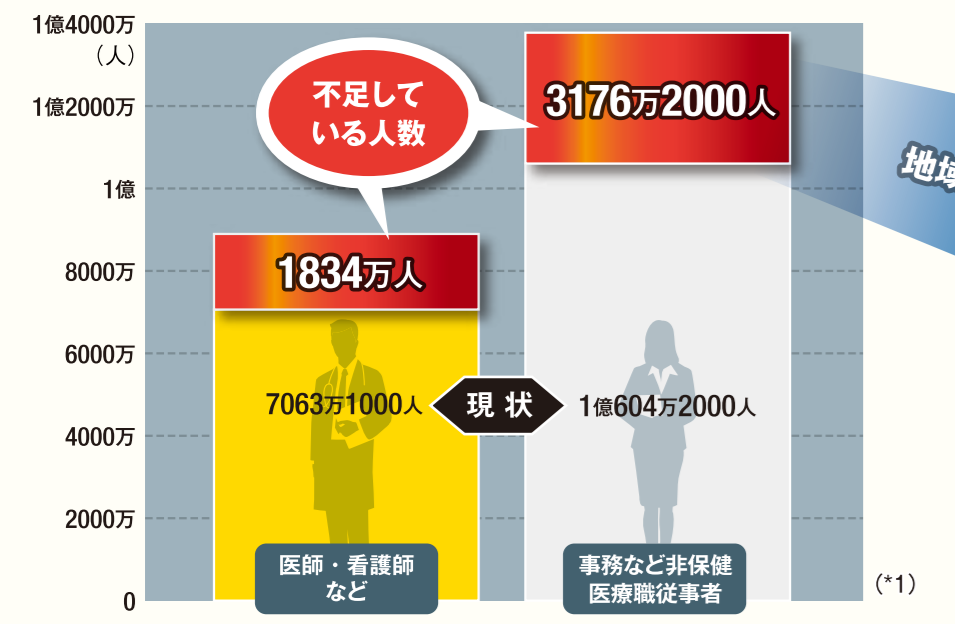 1億4000万
（人）
1億2000万
1億
8000万
6000万
4000万
2000万
0
不足して
いる人数
3176万2000人
1834万人
7063万1000人
現状
1億604万2000人
医師・看護師
など
事務など非保健
医療職従事者
地域
（*1）